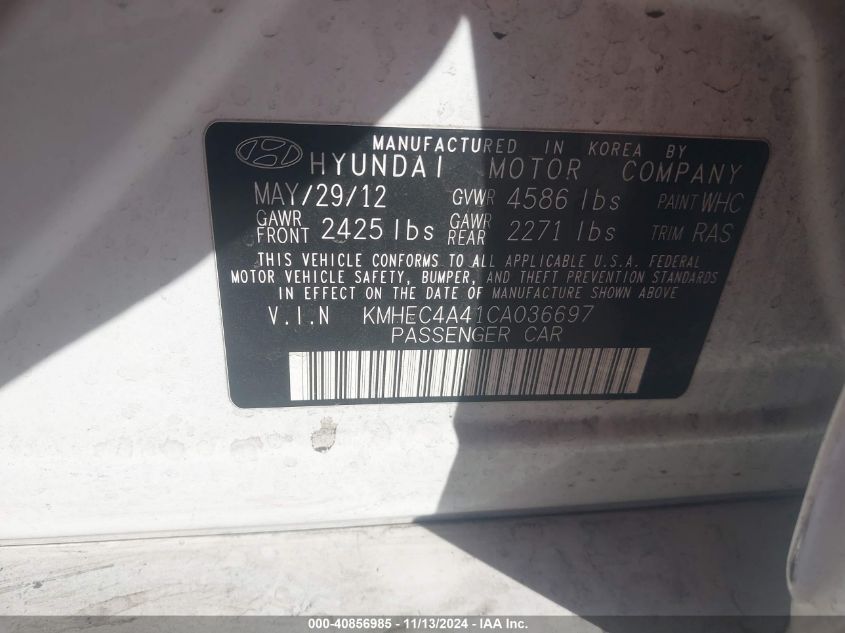 MANUFACTURED IN KOREA BY
HYUNDAI MOTOR COMPANY
MAY/29/12 GVWR 4586 lbs PAINT WHC
GAWR FRONT 2425 lbs GAWR REAR 2271 lbs TRIM RAS
THIS VEHICLE CONFORMS TO ALL APPLICABLE U.S.A. FEDERAL
MOTOR VEHICLE SAFETY, BUMPER, AND THEFT PREVENTION STANDARDS
IN EFFECT ON THE DATE OF MANUFACTURE SHOWN ABOVE
V.I.N KMHEC4A41CA036697
PASSENGER CAR
000-40856985 - 11/13/2024 - IAA Inc.